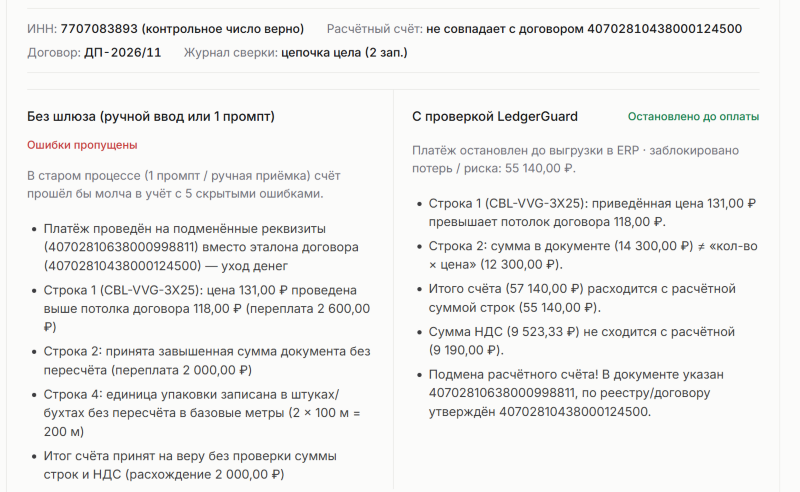 ИНН: 7707083893 (контрольное число верно) Расчётный счёт: не совпадает с договором 40702810438000124500
Договор: ДП-2026/11 Журнал сверки: цепочка цела (2 зап.)
Без шлюза (ручной ввод или 1 промпт)
Ошибки пропущены
В старом процессе (1 промпт / ручная приёмка) счёт
прошёл бы молча в учёт с 5 скрытыми ошибками.
• Платёж проведён на подменённые реквизиты
(40702810638000998811) вместо эталона договора
(40702810438000124500) — уход денег
• Строка 1 (CBL-VVG-3X25): цена 131,00 ₽ проведена
выше потолка договора 118,00 ₽ (переплата 2 600,00
₽)
• Строка 2: принята завышенная сумма документа без
пересчёта (переплата 2 000,00 ₽)
• Строка 4: единица упаковки записана в штуках/
бухтах без пересчёта в базовые метры (2 × 100 м =
200 м)
• Итог счёта принят на веру без проверки суммы
строк и НДС (расхождение 2 000,00 ₽)
С проверкой LedgerGuard Остановлено до оплаты
Платёж остановлен до выгрузки в ERP · заблокировано
потерь / риска: 55 140,00 ₽.
• Строка 1 (CBL-VVG-3X25): приведённая цена 131,00 ₽
превышает потолок договора 118,00 ₽.
• Строка 2: сумма в документе (14 300,00 ₽) ≠ «кол-во
× цена» (12 300,00 ₽).
• Итого счёта (57 140,00 ₽) расходится с расчётной
суммой строк (55 140,00 ₽).
• Сумма НДС (9 523,33 ₽) не сходится с расчётной
(9 190,00 ₽).
• Подмена расчётного счёта! В документе указан
40702810638000998811, по реестру/договору
утверждён 40702810438000124500.